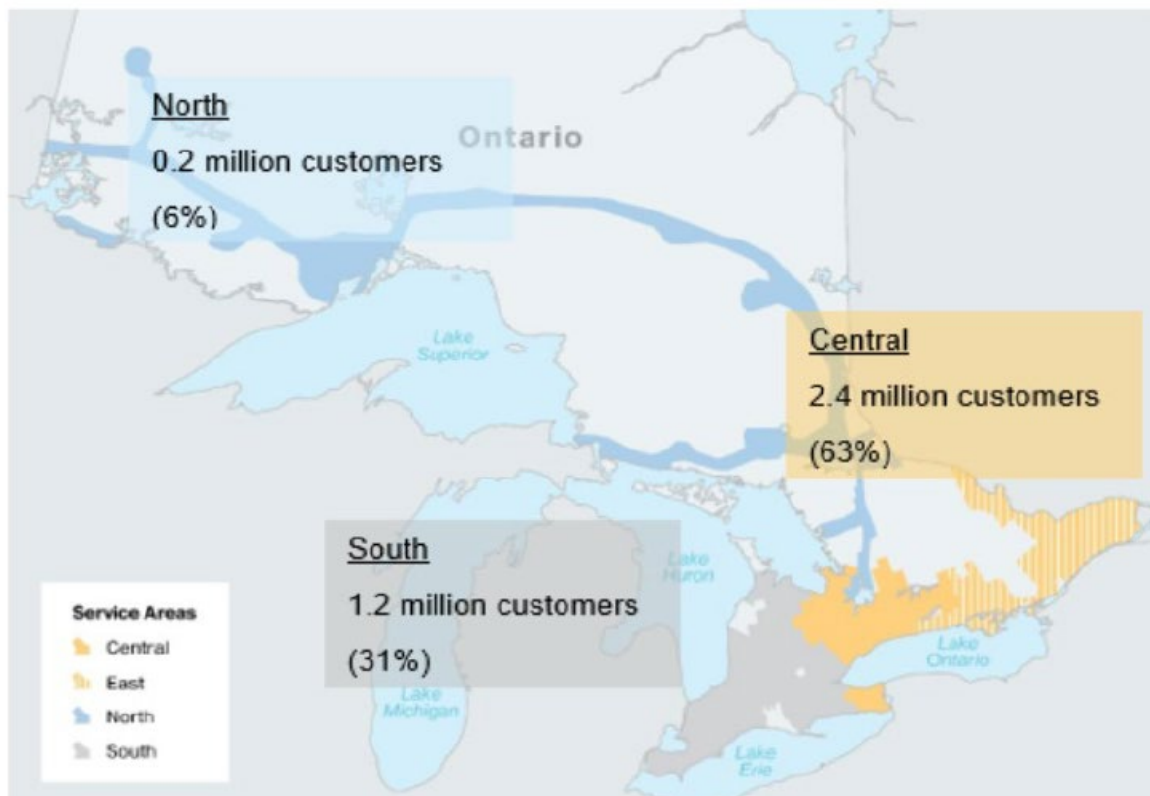 North
0.2 million customers
(6%)
Ontario
Lake
Superior
Central
2.4 million customers
(63%)
South
1.2 million customers
(31%)
Lake
Huron
Lake
Michigan
Lake
Ontario
Lake
Erie
Service Areas
Central
East
North
South